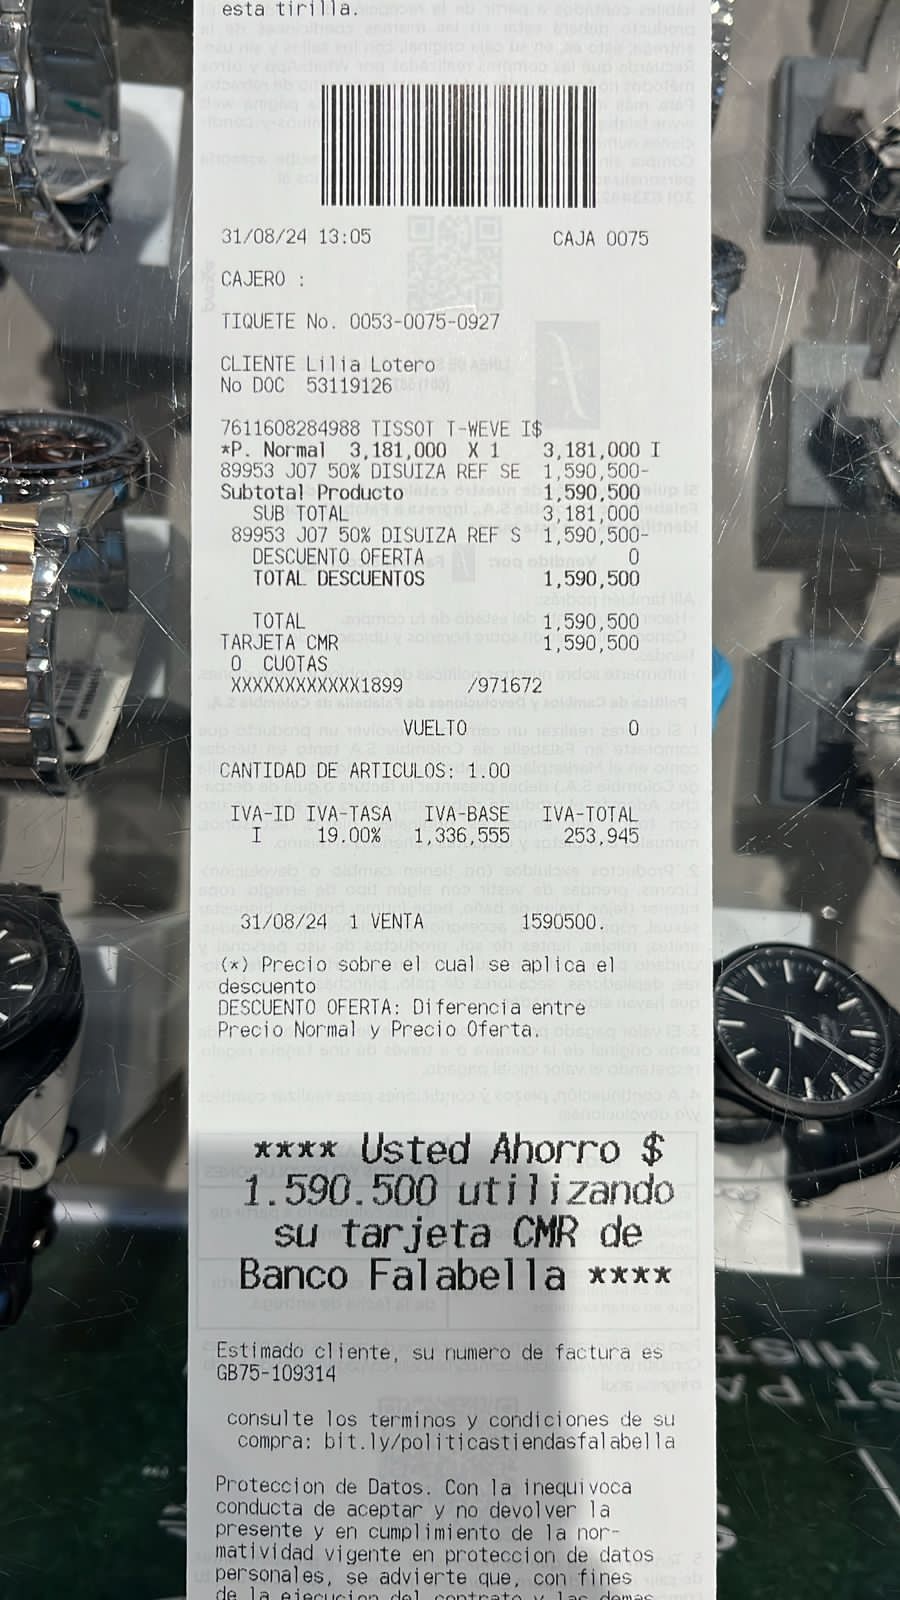 esta tirilla.
31/08/24 13:05 CAJA 0075
CAJERO :
TIQUETE No. 0053-0075-0927
CLIENTE Lilia Lotero
No DOC 53119126
7611608284988 TISSOT T-WEVE I$
*P. Normal 3,181,000 X 1 3,181,000 I
89953 J07 50% DISUIZA REF SE 1,590,500-
Subtotal Producto 1,590,500
SUB TOTAL 3,181,000
89953 J07 50% DISUIZA REF S 1,590,500-
DESCUENTO OFERTA 0
TOTAL DESCUENTOS 1,590,500
TOTAL 1,590,500
TARJETA CMR 1,590,500
0 CUOTAS
XXXXXXXXXXXX1899 /971672
VUELTO 0
CANTIDAD DE ARTICULOS: 1.00
IVA-ID IVA-TASA IVA-BASE IVA-TOTAL
I 19.00% 1,336,555 253,945
31/08/24 1 VENTA 1590500.
(*) Precio sobre el cual se aplica el
descuento
DESCUENTO OFERTA: Diferencia entre
Precio Normal y Precio Oferta.
**** Usted Ahorro $
1.590.500 utilizando
su tarjeta CMR de
Banco Falabella ****
Estimado cliente, su numero de factura es
GB75-109314
consulte los terminos y condiciones de su
compra: bit.ly/politicastiendasfalabella
Proteccion de Datos. Con la inequivoca
conducta de aceptar y no devolver la
presente y en cumplimiento de la nor-
matividad vigente en proteccion de datos
personales, se advierte que, con fines
de la ejecucion del contrato y las demas